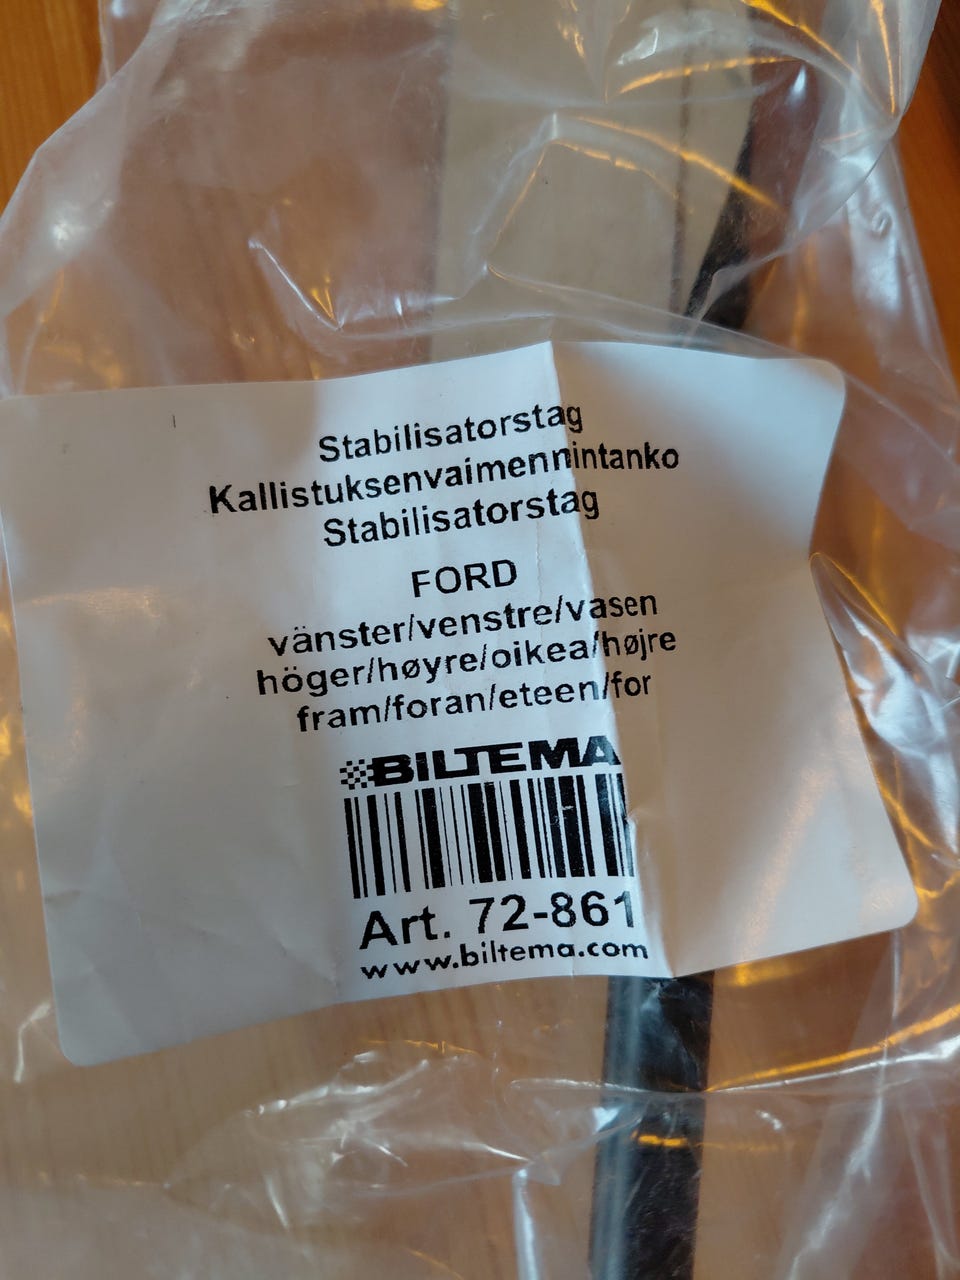 Stabilisatorstag
Kallistuksenvaimennintanko
Stabilisatorstag
FORD
vänster/venstre/vasen
höger/høyre/oikea/højre
fram/foran/eteen/for
BILTEMA
Art. 72-861
www.biltema.com